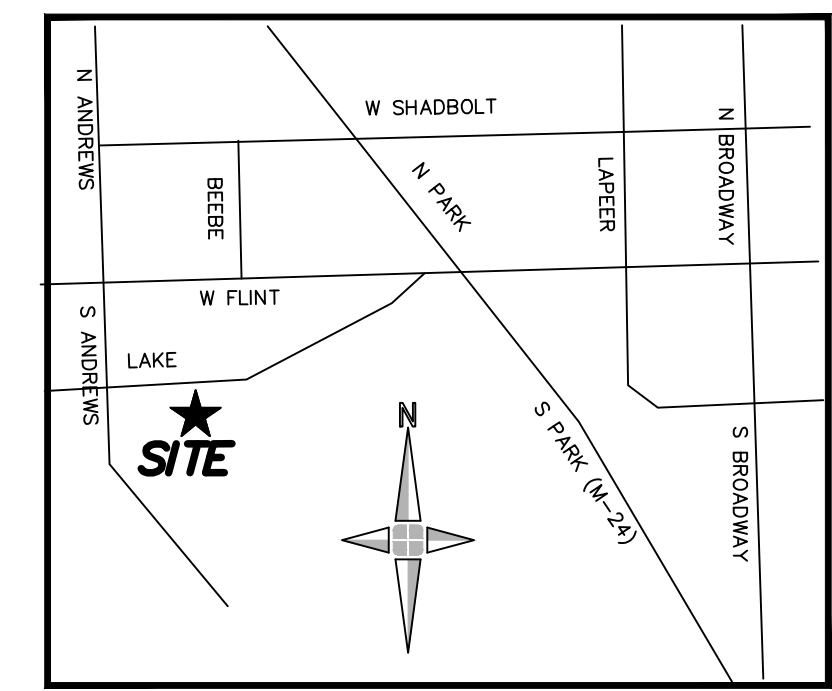 N ANDREWS
W SHADBOLT
N BROADWAY
BEEBE
N PARK
LAPEER
W FLINT
S ANDREWS
LAKE
SITE
N
S PARK (M-24)
S BROADWAY